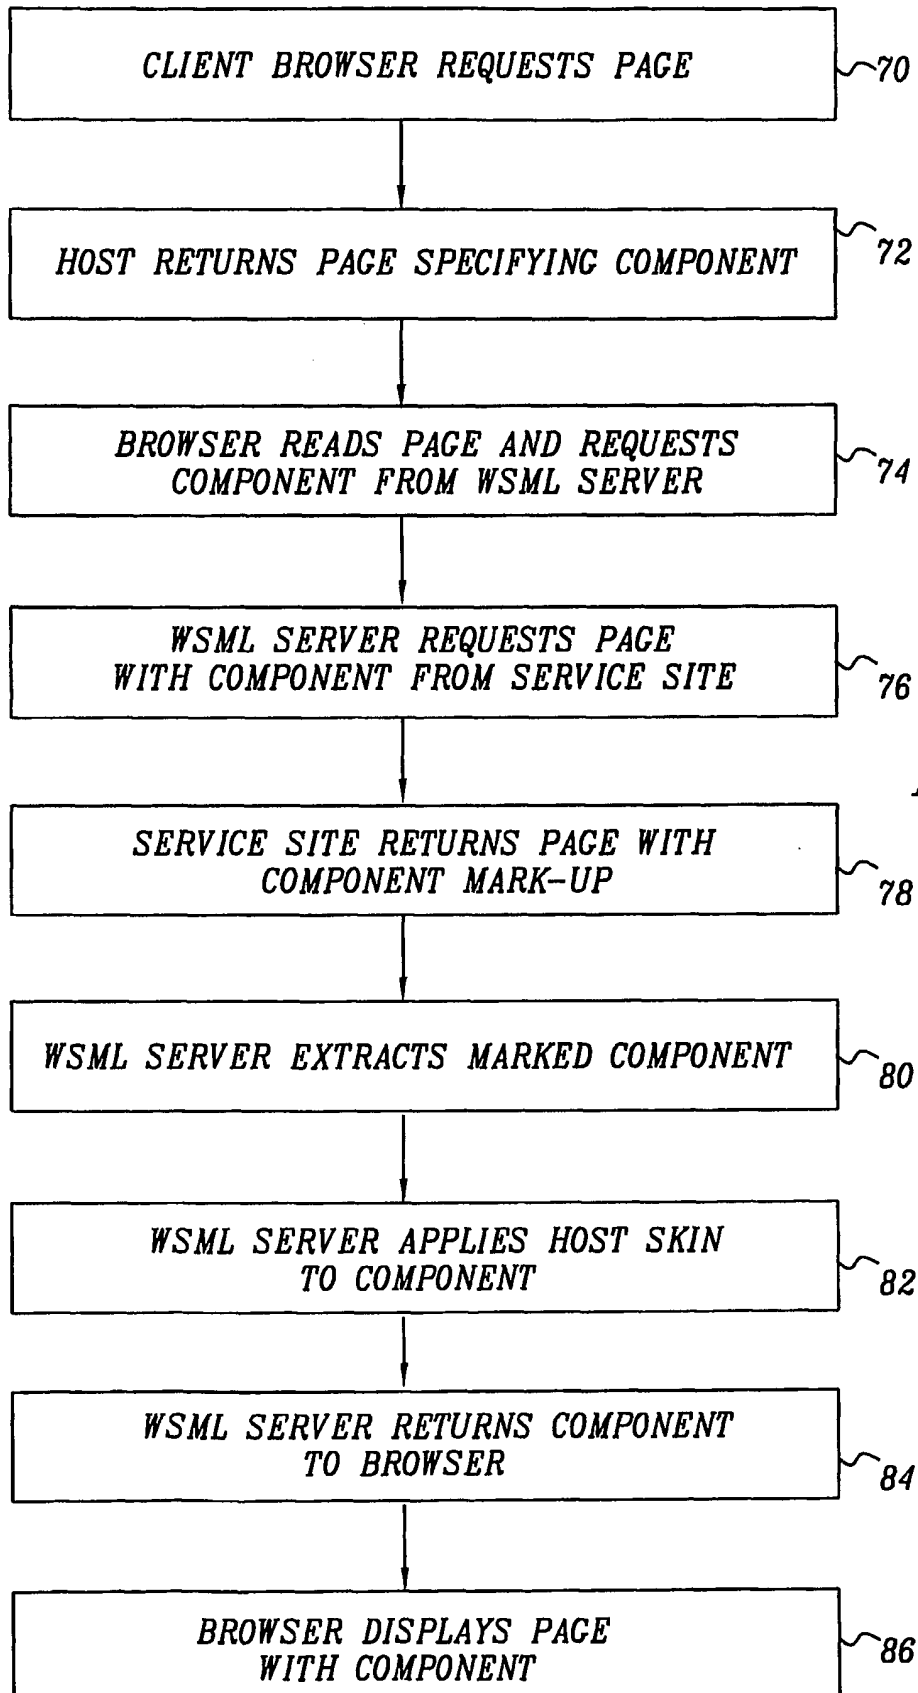 CLIENT BROWSER REQUESTS PAGE
70
HOST RETURNS PAGE SPECIFYING COMPONENT
72
BROWSER READS PAGE AND REQUESTS
COMPONENT FROM WSML SERVER
74
WSML SERVER REQUESTS PAGE
WITH COMPONENT FROM SERVICE SITE
76
SERVICE SITE RETURNS PAGE WITH
COMPONENT MARK-UP
78
WSML SERVER EXTRACTS MARKED COMPONENT
80
WSML SERVER APPLIES HOST SKIN
TO COMPONENT
82
WSML SERVER RETURNS COMPONENT
TO BROWSER
84
BROWSER DISPLAYS PAGE
WITH COMPONENT
86